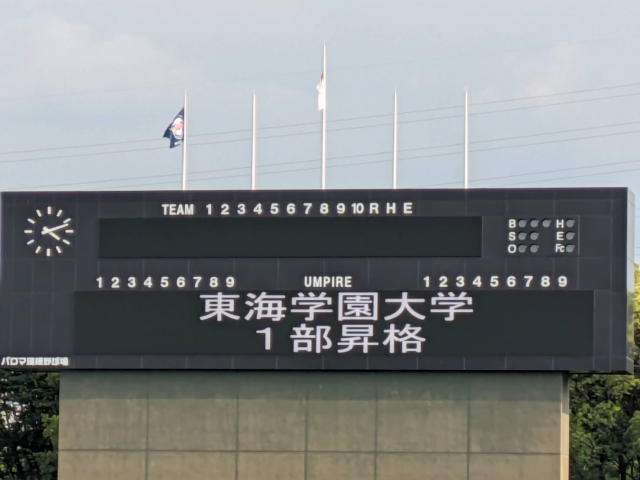 TEAM 1 2 3 4 5 6 7 8 9 10 R H E
B H
S E
O Fc
1 2 3 4 5 6 7 8 9 UMPIRE 1 2 3 4 5 6 7 8 9
東海学園大学
1部昇格
パロマ瑞穂野球場